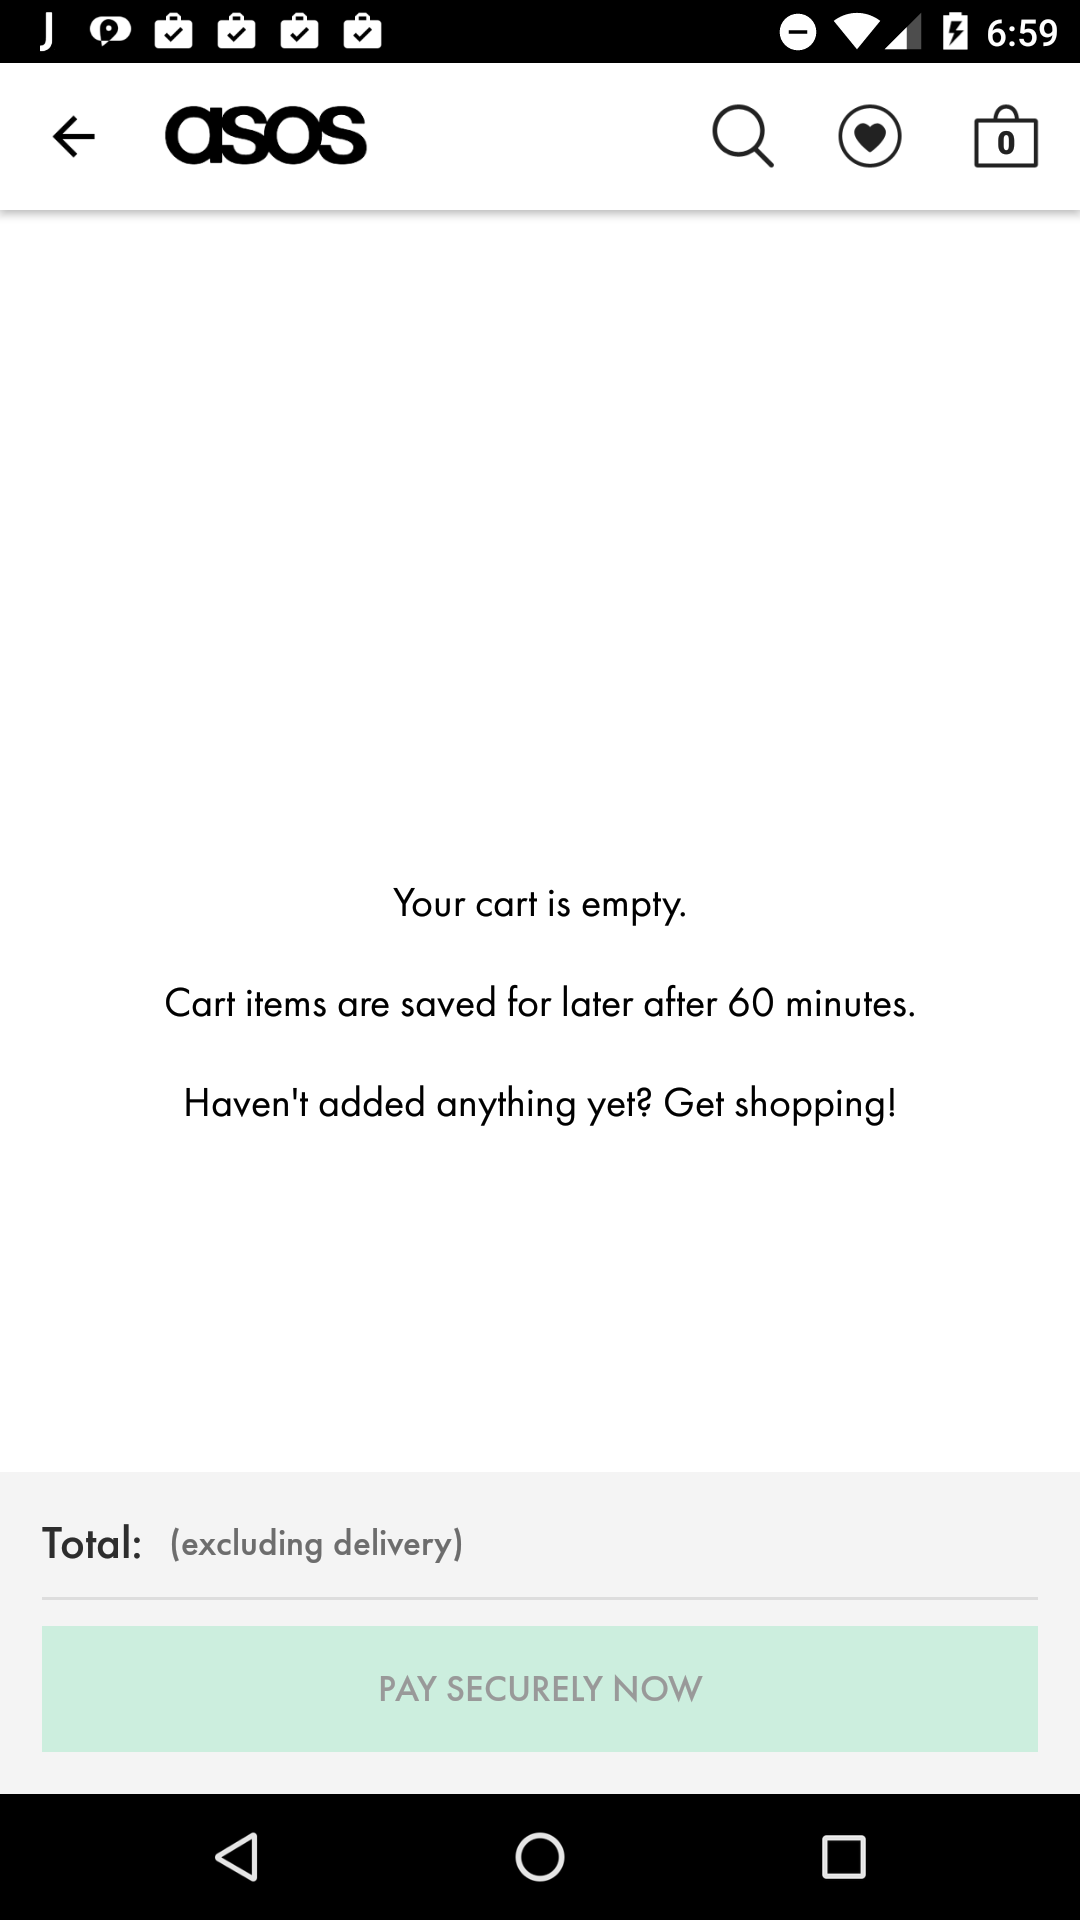 6:59
asos
0
Your cart is empty.
Cart items are saved for later after 60 minutes.
Haven't added anything yet? Get shopping!
Total: (excluding delivery)
PAY SECURELY NOW